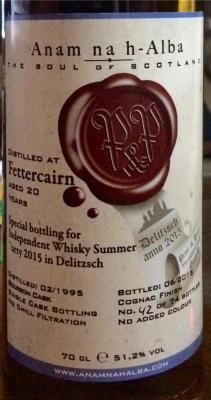 Anam na h-Alba
THE SOUL OF SCOTLAND
DISTILLED AT
Fettercairn
AGED 20
YEARS
Delitzsch
anno 2015
Special bottling for
Independent Whisky Summer
Party 2015 in Delitzsch
DISTILLED: 02/1995
BOURBON CASK
SINGLE CASK BOTTLING
NO CHILL FILTRATION
BOTTLED: 06/2015
COGNAC FINISH
NO. 42 OF 74 BOTTLES
NO ADDED COLOUR
70 CL e 51,2% VOL
WWW.ANAMNAHALBA.COM